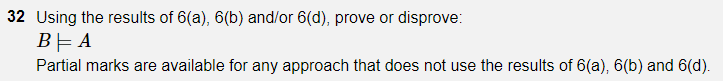 32 Using the results of 6(a), 6(b) and/or 6(d), prove or disprove:
B ⊨ A
Partial marks are available for any approach that does not use the results of 6(a), 6(b) and 6(d).